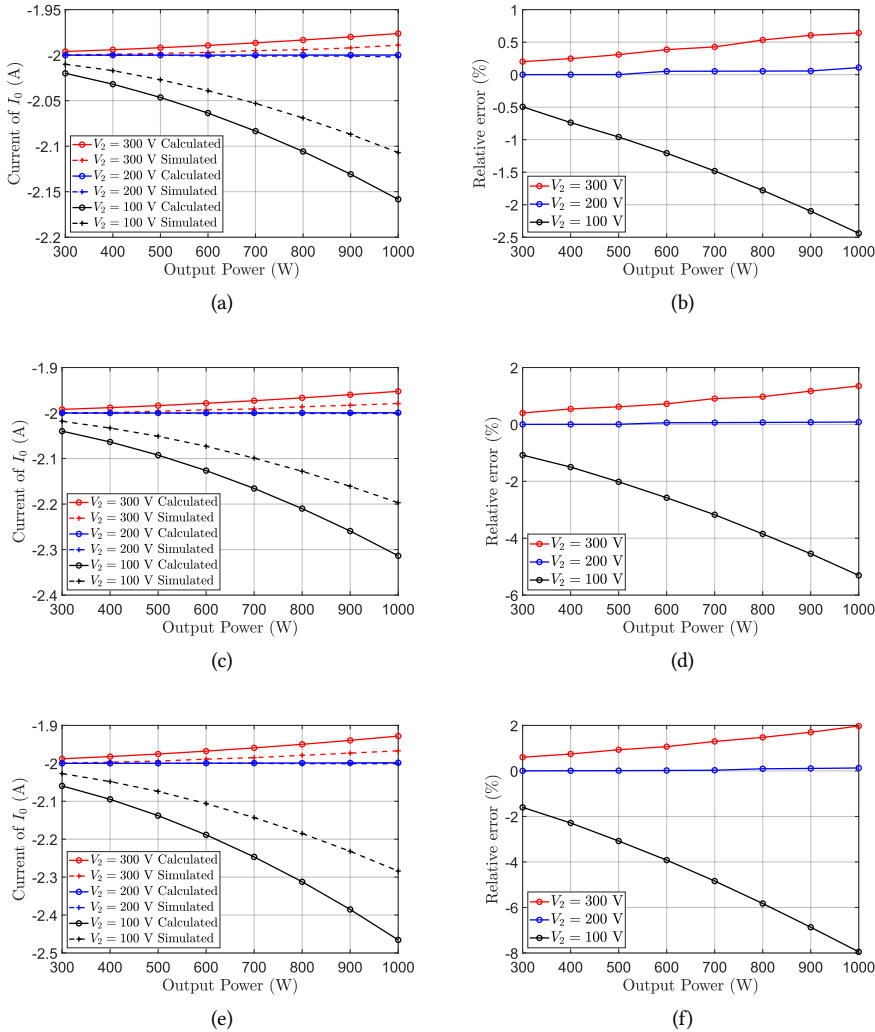 -1.95
-2
-2.05
-2.1
-2.15
-2.2
Current of I₀ (A)
V₂ = 300 V Calculated
V₂ = 300 V Simulated
V₂ = 200 V Calculated
V₂ = 200 V Simulated
V₂ = 100 V Calculated
V₂ = 100 V Simulated
300 400 500 600 700 800 900 1000
Output Power (W)
(a)
1
0.5
0
-0.5
-1
-1.5
-2
-2.5
Relative error (%)
V₂ = 300 V
V₂ = 200 V
V₂ = 100 V
300 400 500 600 700 800 900 1000
Output Power (W)
(b)
-1.9
-2
-2.1
-2.2
-2.3
-2.4
Current of I₀ (A)
V₂ = 300 V Calculated
V₂ = 300 V Simulated
V₂ = 200 V Calculated
V₂ = 200 V Simulated
V₂ = 100 V Calculated
V₂ = 100 V Simulated
300 400 500 600 700 800 900 1000
Output Power (W)
(c)
2
0
-2
-4
-6
Relative error (%)
V₂ = 300 V
V₂ = 200 V
V₂ = 100 V
300 400 500 600 700 800 900 1000
Output Power (W)
(d)
-1.9
-2
-2.1
-2.2
-2.3
-2.4
-2.5
Current of I₀ (A)
V₂ = 300 V Calculated
V₂ = 300 V Simulated
V₂ = 200 V Calculated
V₂ = 200 V Simulated
V₂ = 100 V Calculated
V₂ = 100 V Simulated
300 400 500 600 700 800 900 1000
Output Power (W)
(e)
2
0
-2
-4
-6
-8
Relative error (%)
V₂ = 300 V
V₂ = 200 V
V₂ = 100 V
300 400 500 600 700 800 900 1000
Output Power (W)
(f)